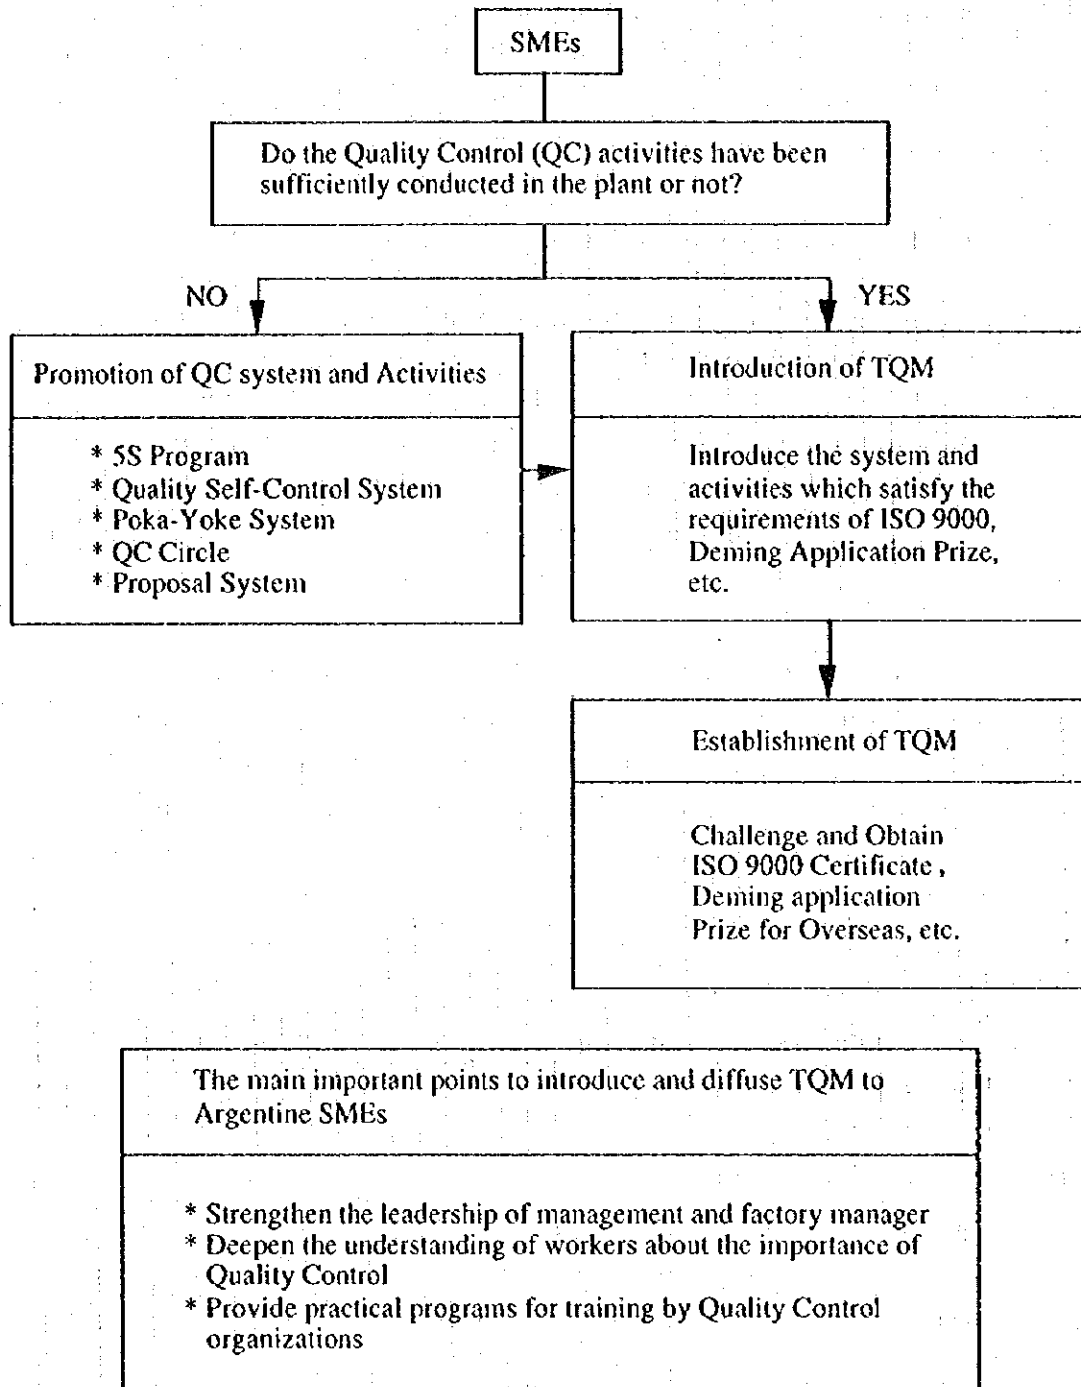 SMEs
Do the Quality Control (QC) activities have been
sufficiently conducted in the plant or not?
NO
YES
Promotion of QC system and Activities
* 5S Program
* Quality Self-Control System
* Poka-Yoke System
* QC Circle
* Proposal System
Introduction of TQM
Introduce the system and
activities which satisfy the
requirements of ISO 9000,
Deming Application Prize,
etc.
Establishment of TQM
Challenge and Obtain
ISO 9000 Certificate ,
Deming application
Prize for Overseas, etc.
The main important points to introduce and diffuse TQM to
Argentine SMEs
* Strengthen the leadership of management and factory manager
* Deepen the understanding of workers about the importance of
Quality Control
* Provide practical programs for training by Quality Control
organizations